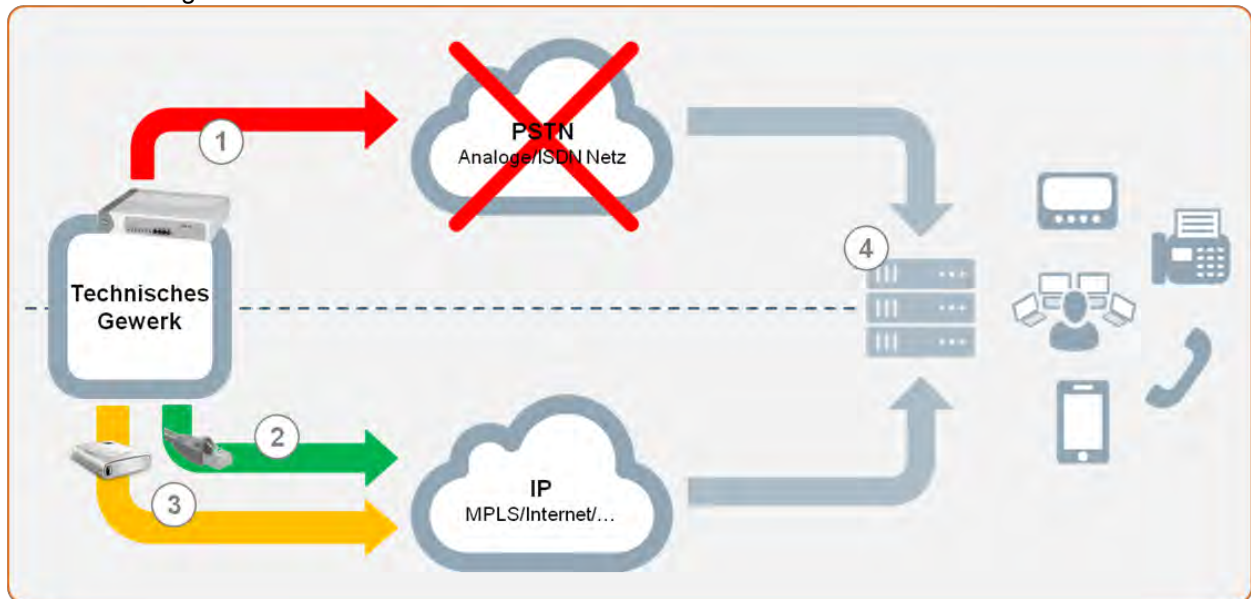 1
PSTN
Analoge/ISDN Netz
4
Technisches
Gewerk
2
3
IP
MPLS/Internet/…